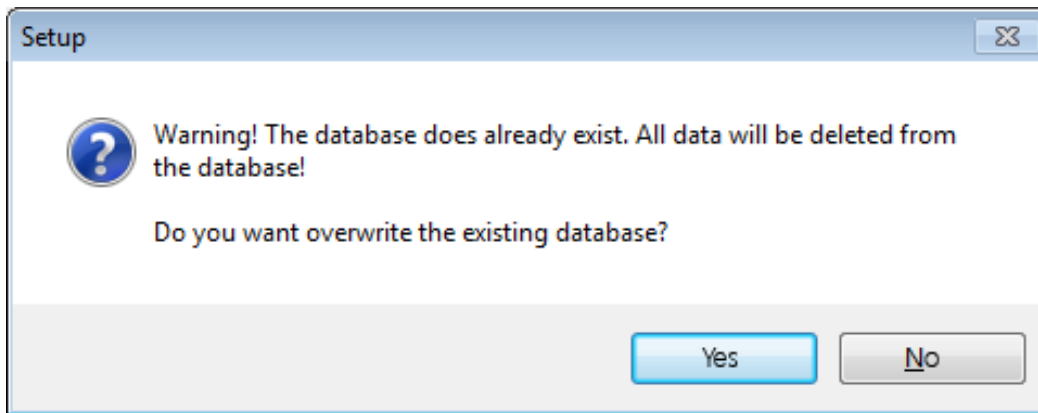 Setup
Warning! The database does already exist. All data will be deleted from
the database!
Do you want overwrite the existing database?
Yes
No